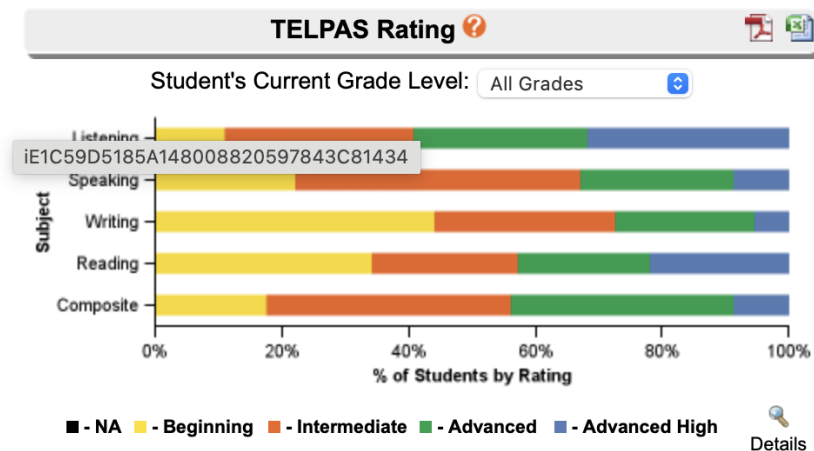 TELPAS Rating ?
Student's Current Grade Level: All Grades
Listening
iE1C59D5185A148008820597843C81434
Speaking
Writing
Reading
Composite
Subject
0% 20% 40% 60% 80% 100%
% of Students by Rating
- NA - Beginning - Intermediate - Advanced - Advanced High
Details